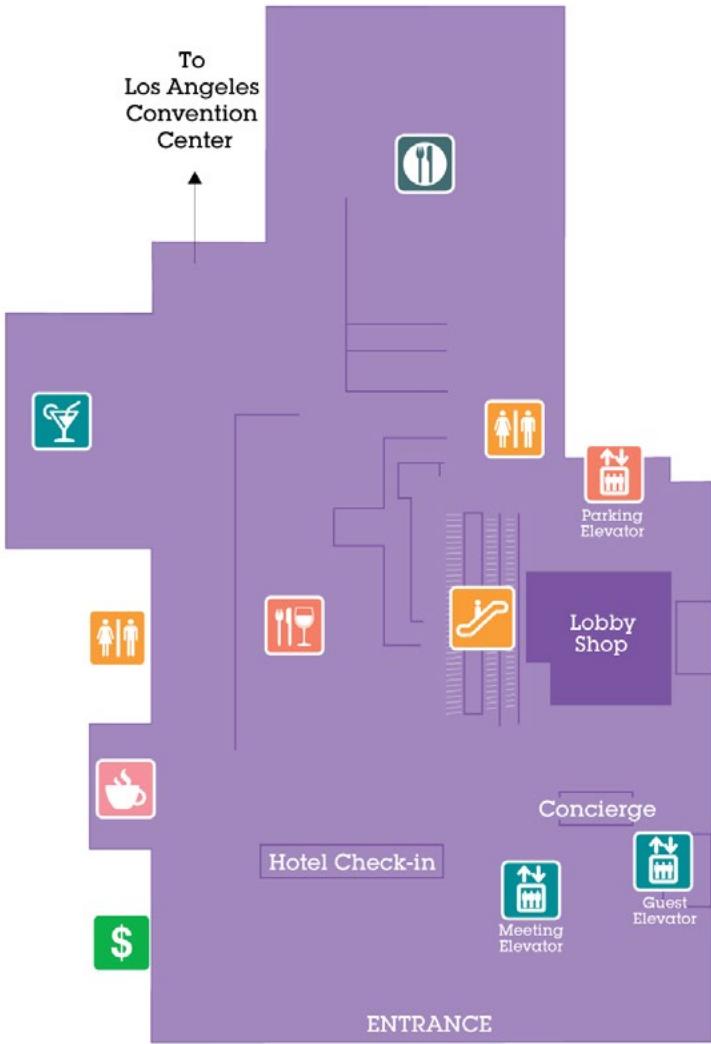 To
Los Angeles
Convention
Center
Parking
Elevator
Lobby
Shop
Concierge
Hotel Check-in
Guest
Elevator
Meeting
Elevator
$
ENTRANCE